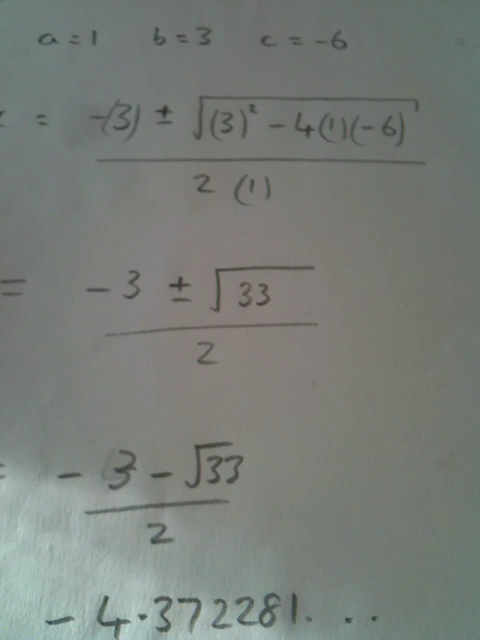 a = 1 b = 3 c = -6
= -(3) ± √(3)² - 4(1)(-6)
2 (1)
= -3 ± √33
2
= -3 - √33
2
-4.372281...